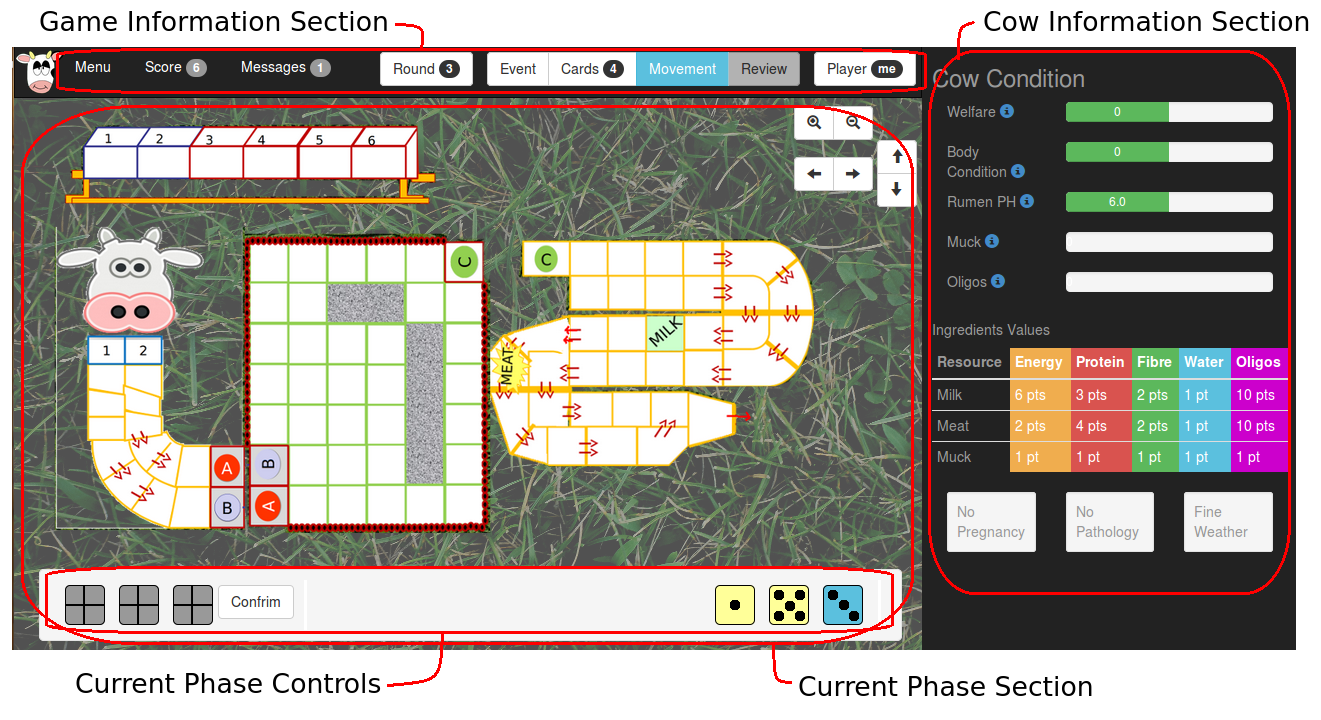 Game Information Section
Cow Information Section
Menu Score 6 Messages 1 Round 3 Event Cards 4 Movement Review Player me
Cow Condition
Welfare 0
Body
Condition 0
Rumen PH 6.0
Muck
Oligos
1 2 3 4 5 6
C
C
MILK
MEAT
1 2
A B
B A
Ingredients Values
Resource Energy Protein Fibre Water Oligos
Milk 6 pts 3 pts 2 pts 1 pt 10 pts
Meat 2 pts 4 pts 2 pts 1 pt 10 pts
Muck 1 pt 1 pt 1 pt 1 pt 1 pt
No
Pregnancy
No
Pathology
Fine
Weather
Confrim
Current Phase Controls
Current Phase Section